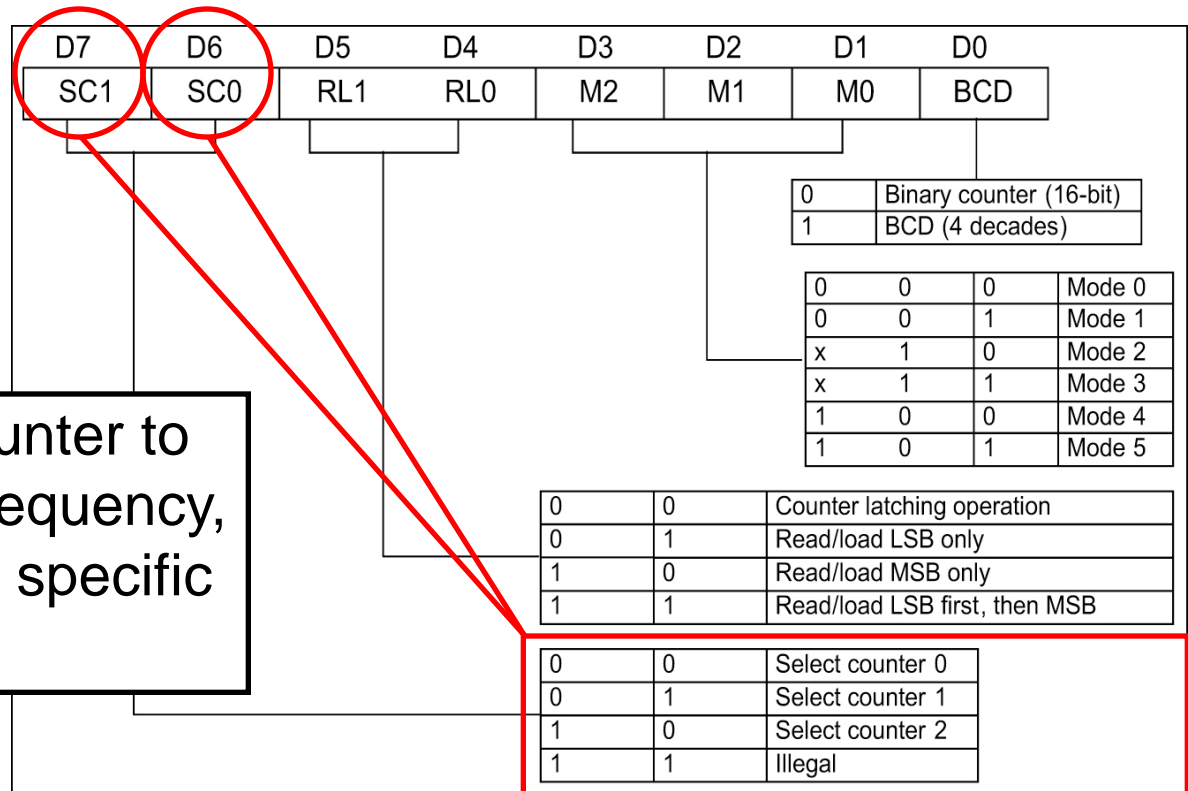 D7 D6 D5 D4 D3 D2 D1 D0
SC1 SC0 RL1 RL0 M2 M1 M0 BCD
0 Binary counter (16-bit)
1 BCD (4 decades)
0 0 0 Mode 0
0 0 1 Mode 1
x 1 0 Mode 2
x 1 1 Mode 3
1 0 0 Mode 4
1 0 1 Mode 5
unter to
equency,
specific
0 0 Counter latching operation
0 1 Read/load LSB only
1 0 Read/load MSB only
1 1 Read/load LSB first, then MSB
0 0 Select counter 0
0 1 Select counter 1
1 0 Select counter 2
1 1 Illegal